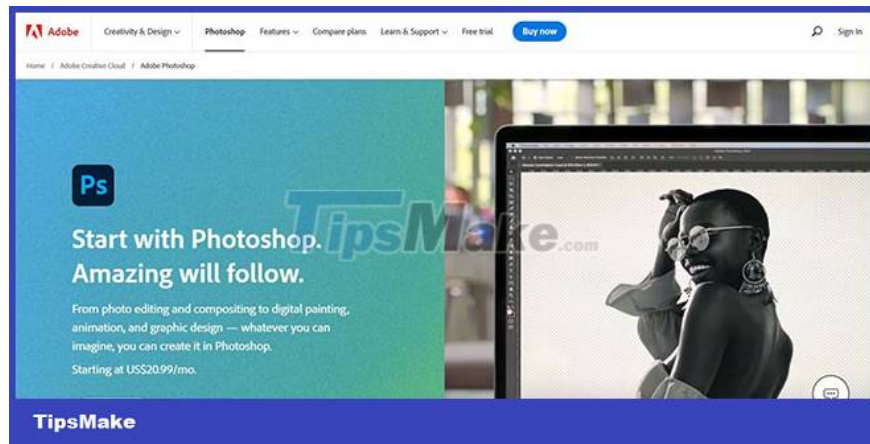 Adobe
Creativity & Design
Photoshop
Features
Compare plans
Learn & Support
Free trial
Buy now
Sign In
Home / Adobe Creative Cloud / Adobe Photoshop
Ps
Start with Photoshop.
Amazing will follow.
From photo editing and compositing to digital painting,
animation, and graphic design — whatever you can
imagine, you can create it in Photoshop.
Starting at US$20.99/mo.
TipsMake.com
TipsMake